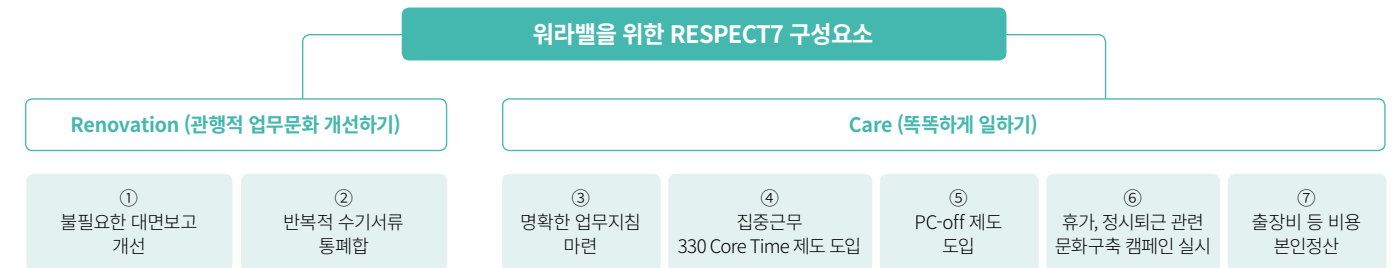 워라밸을 위한 RESPECT7 구성요소
Renovation (관행적 업무문화 개선하기)
Care (똑똑하게 일하기)
①
불필요한 대면보고
개선
②
반복적 수기서류
통폐합
③
명확한 업무지침
마련
④
집중근무
330 Core Time 제도 도입
⑤
PC-off 제도
도입
⑥
휴가, 정시퇴근 관련
문화구축 캠페인 실시
⑦
출장비 등 비용
본인정산